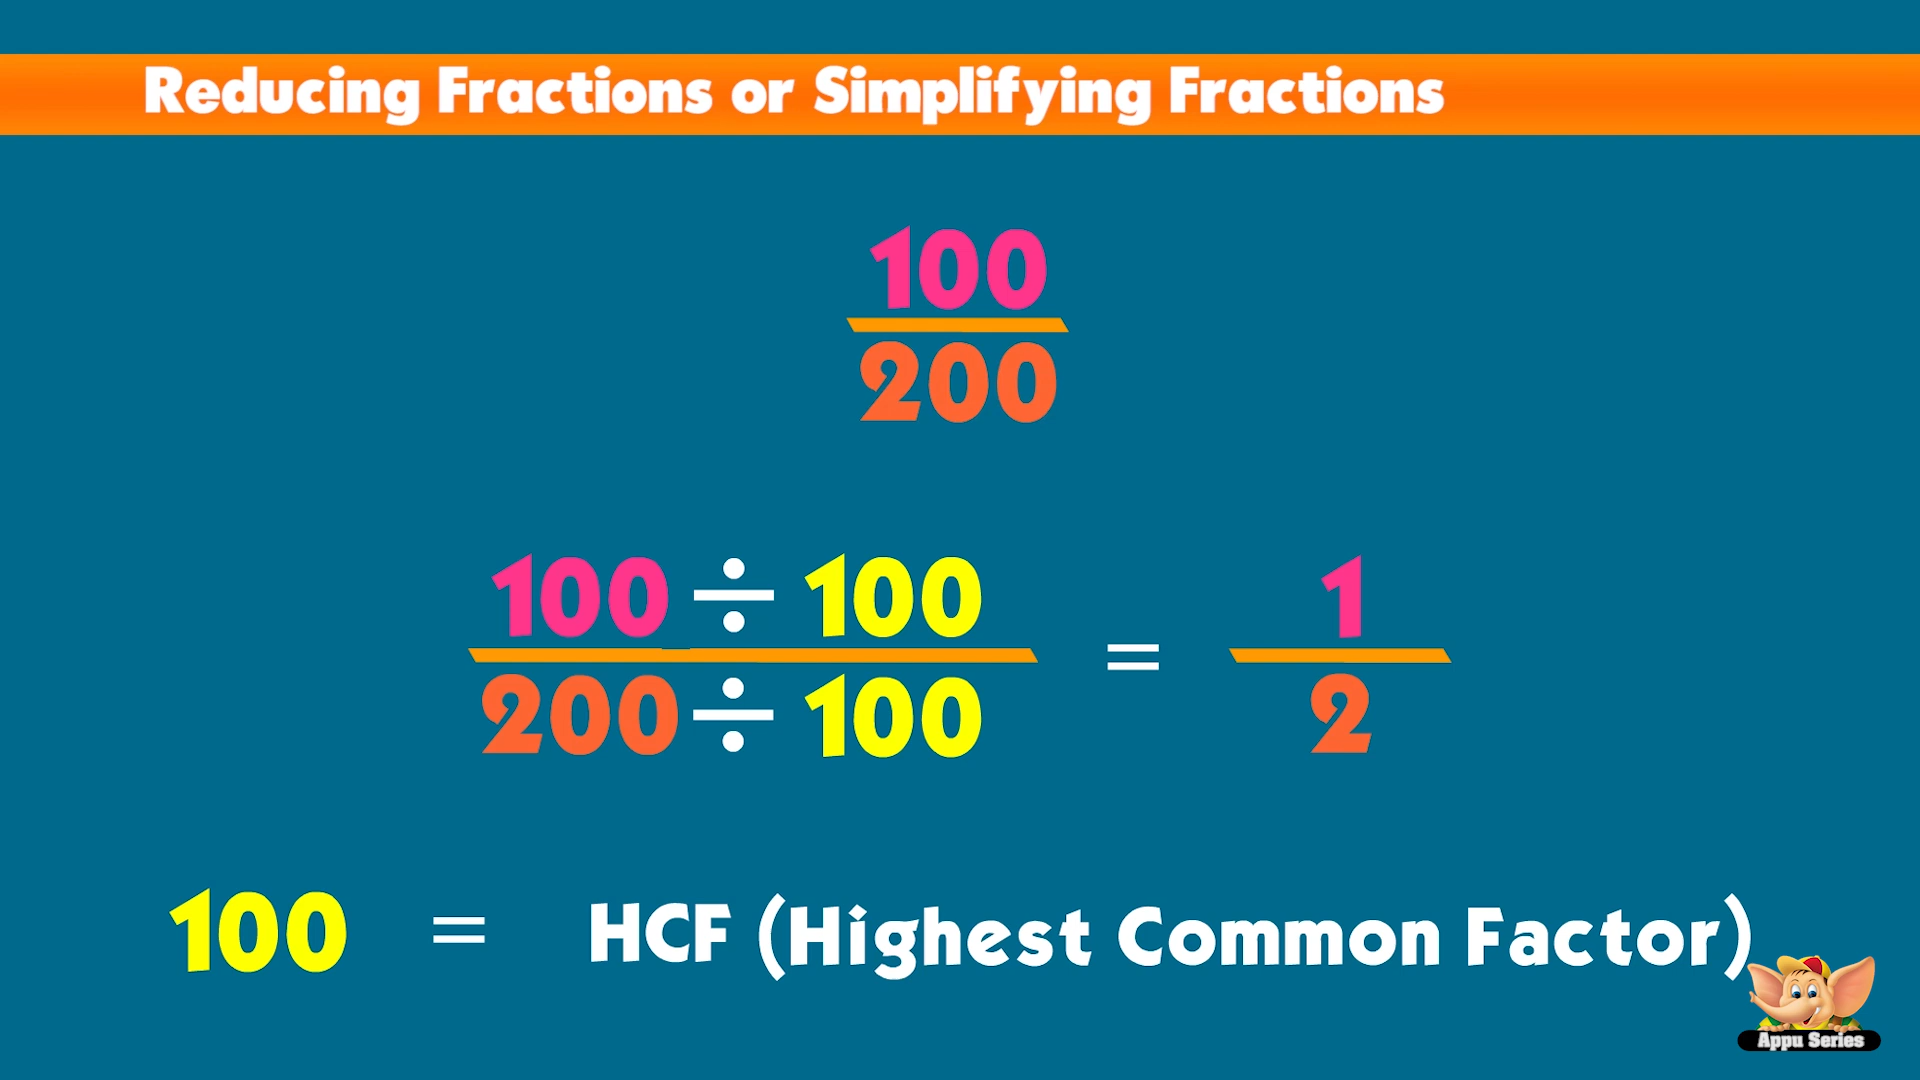 Reducing Fractions or Simplifying Fractions
100
200
100 ÷ 100
200 ÷ 100
=
1
2
100 = HCF (Highest Common Factor)
Appu Series